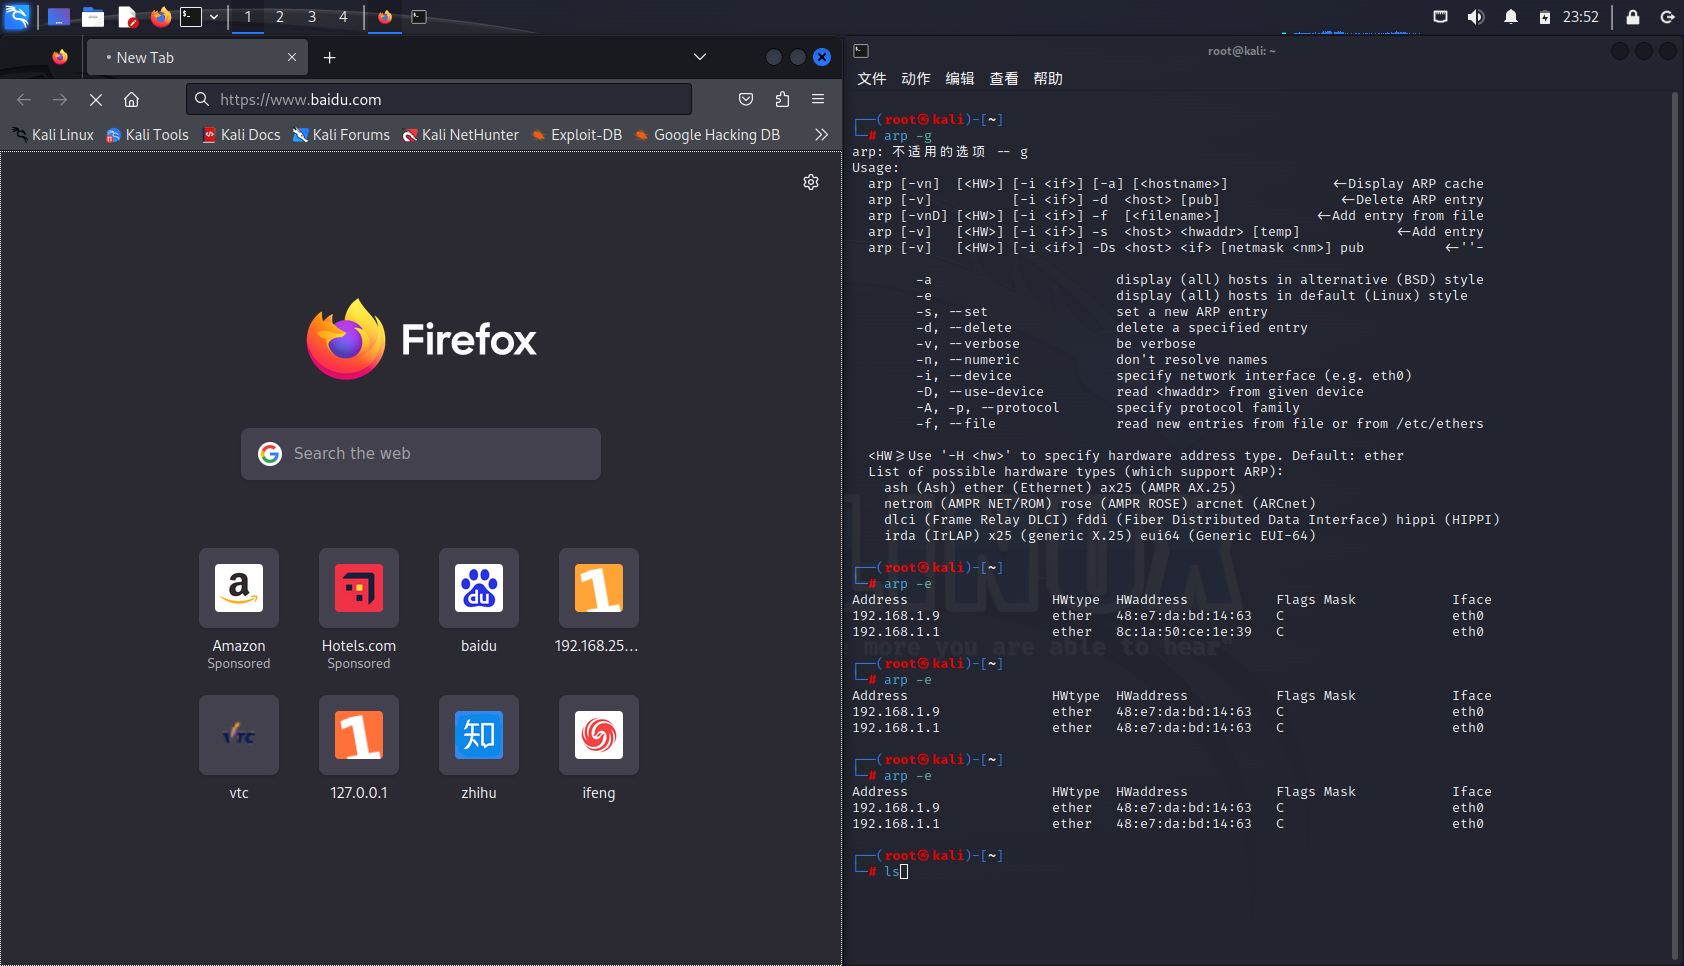 1 2 3 4
23:52
New Tab
https://www.baidu.com
Kali Linux Kali Tools Kali Docs Kali Forums Kali NetHunter Exploit-DB Google Hacking DB
Firefox
Search the web
Amazon
Sponsored
Hotels.com
Sponsored
baidu
192.168.25...
vtc
127.0.0.1
zhihu
ifeng
root@kali: ~
文件 动作 编辑 查看 帮助
┌──(root㉿kali)-[~]
└─# arp -g
arp: 不适用的选项 -- g
Usage:
  arp [-vn]  [<HW>] [-i <if>] [-a] [<hostname>]             <-Display ARP cache
  arp [-v]          [-i <if>] -d  <host> [pub]               <-Delete ARP entry
  arp [-vnD] [<HW>] [-i <if>] -f  [<filename>]            <-Add entry from file
  arp [-v]   [<HW>] [-i <if>] -s  <host> <hwaddr> [temp]            <-Add entry
  arp [-v]   [<HW>] [-i <if>] -Ds <host> <if> [netmask <nm>] pub          <-''-
        -a                       display (all) hosts in alternative (BSD) style
        -e                       display (all) hosts in default (Linux) style
        -s, --set                set a new ARP entry
        -d, --delete             delete a specified entry
        -v, --verbose            be verbose
        -n, --numeric            don't resolve names
        -i, --device             specify network interface (e.g. eth0)
        -D, --use-device         read <hwaddr> from given device
        -A, -p, --protocol       specify protocol family
        -f, --file               read new entries from file or from /etc/ethers
  <HW>=Use '-H <hw>' to specify hardware address type. Default: ether
  List of possible hardware types (which support ARP):
    ash (Ash) ether (Ethernet) ax25 (AMPR AX.25)
    netrom (AMPR NET/ROM) rose (AMPR ROSE) arcnet (ARCnet)
    dlci (Frame Relay DLCI) fddi (Fiber Distributed Data Interface) hippi (HIPPI)
    irda (IrLAP) x25 (generic X.25) eui64 (Generic EUI-64)
┌──(root㉿kali)-[~]
└─# arp -e
Address                  HWtype  HWaddress           Flags Mask            Iface
192.168.1.9              ether   48:e7:da:bd:14:63   C                     eth0
192.168.1.1              ether   8c:1a:50:ce:1e:39   C                     eth0
┌──(root㉿kali)-[~]
└─# arp -e
Address                  HWtype  HWaddress           Flags Mask            Iface
192.168.1.9              ether   48:e7:da:bd:14:63   C                     eth0
192.168.1.1              ether   48:e7:da:bd:14:63   C                     eth0
┌──(root㉿kali)-[~]
└─# arp -e
Address                  HWtype  HWaddress           Flags Mask            Iface
192.168.1.9              ether   48:e7:da:bd:14:63   C                     eth0
192.168.1.1              ether   48:e7:da:bd:14:63   C                     eth0
┌──(root㉿kali)-[~]
└─# ls
LINUX
more you are able to hear"